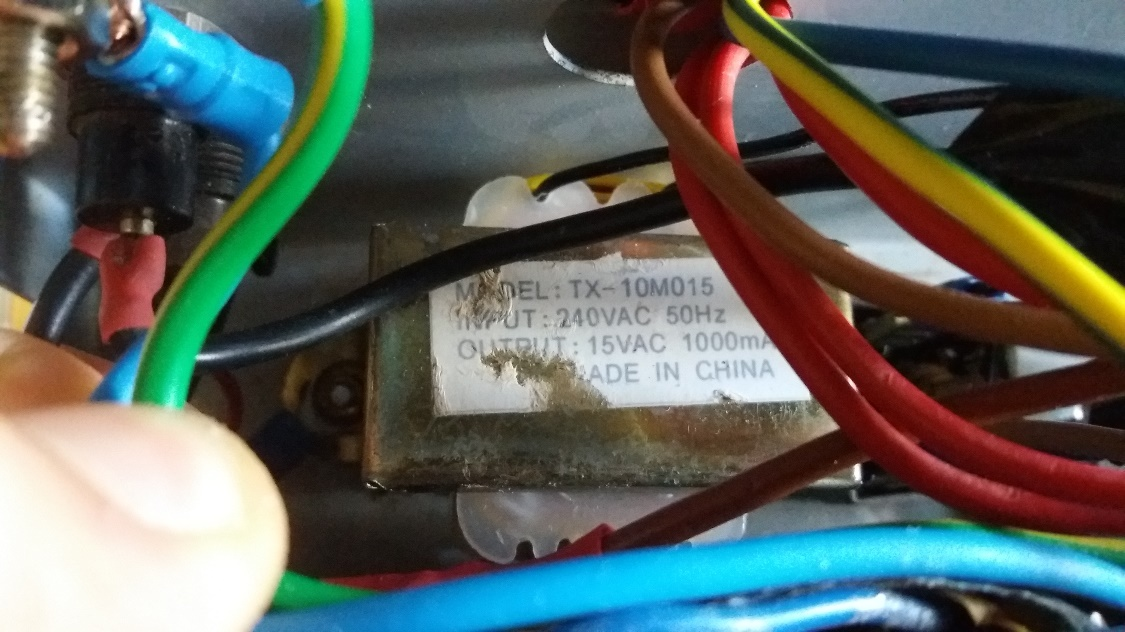 MODEL: TX-10M015
INPUT: 240VAC 50Hz
OUTPUT: 15VAC 1000mA
MADE IN CHINA